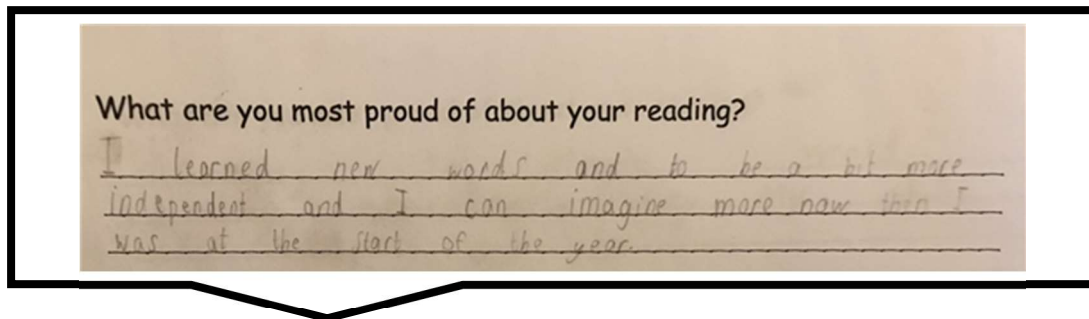 What are you most proud of about your reading?
I learned new words and to be a bit more
independent and I can imagine more now then I
was at the start of the year.